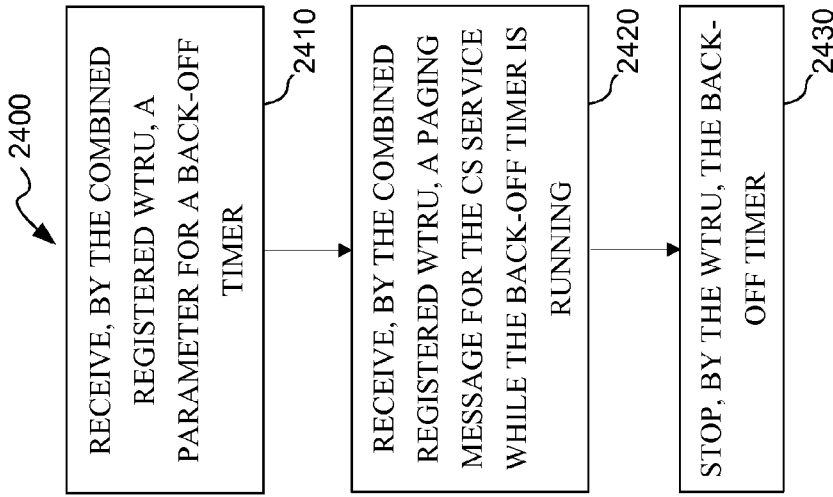 2400
RECEIVE, BY THE COMBINED
REGISTERED WTRU, A
PARAMETER FOR A BACK-OFF
TIMER
2410
RECEIVE, BY THE COMBINED
REGISTERED WTRU, A PAGING
MESSAGE FOR THE CS SERVICE
WHILE THE BACK-OFF TIMER IS
RUNNING
2420
STOP, BY THE WTRU, THE BACK-
OFF TIMER
2430